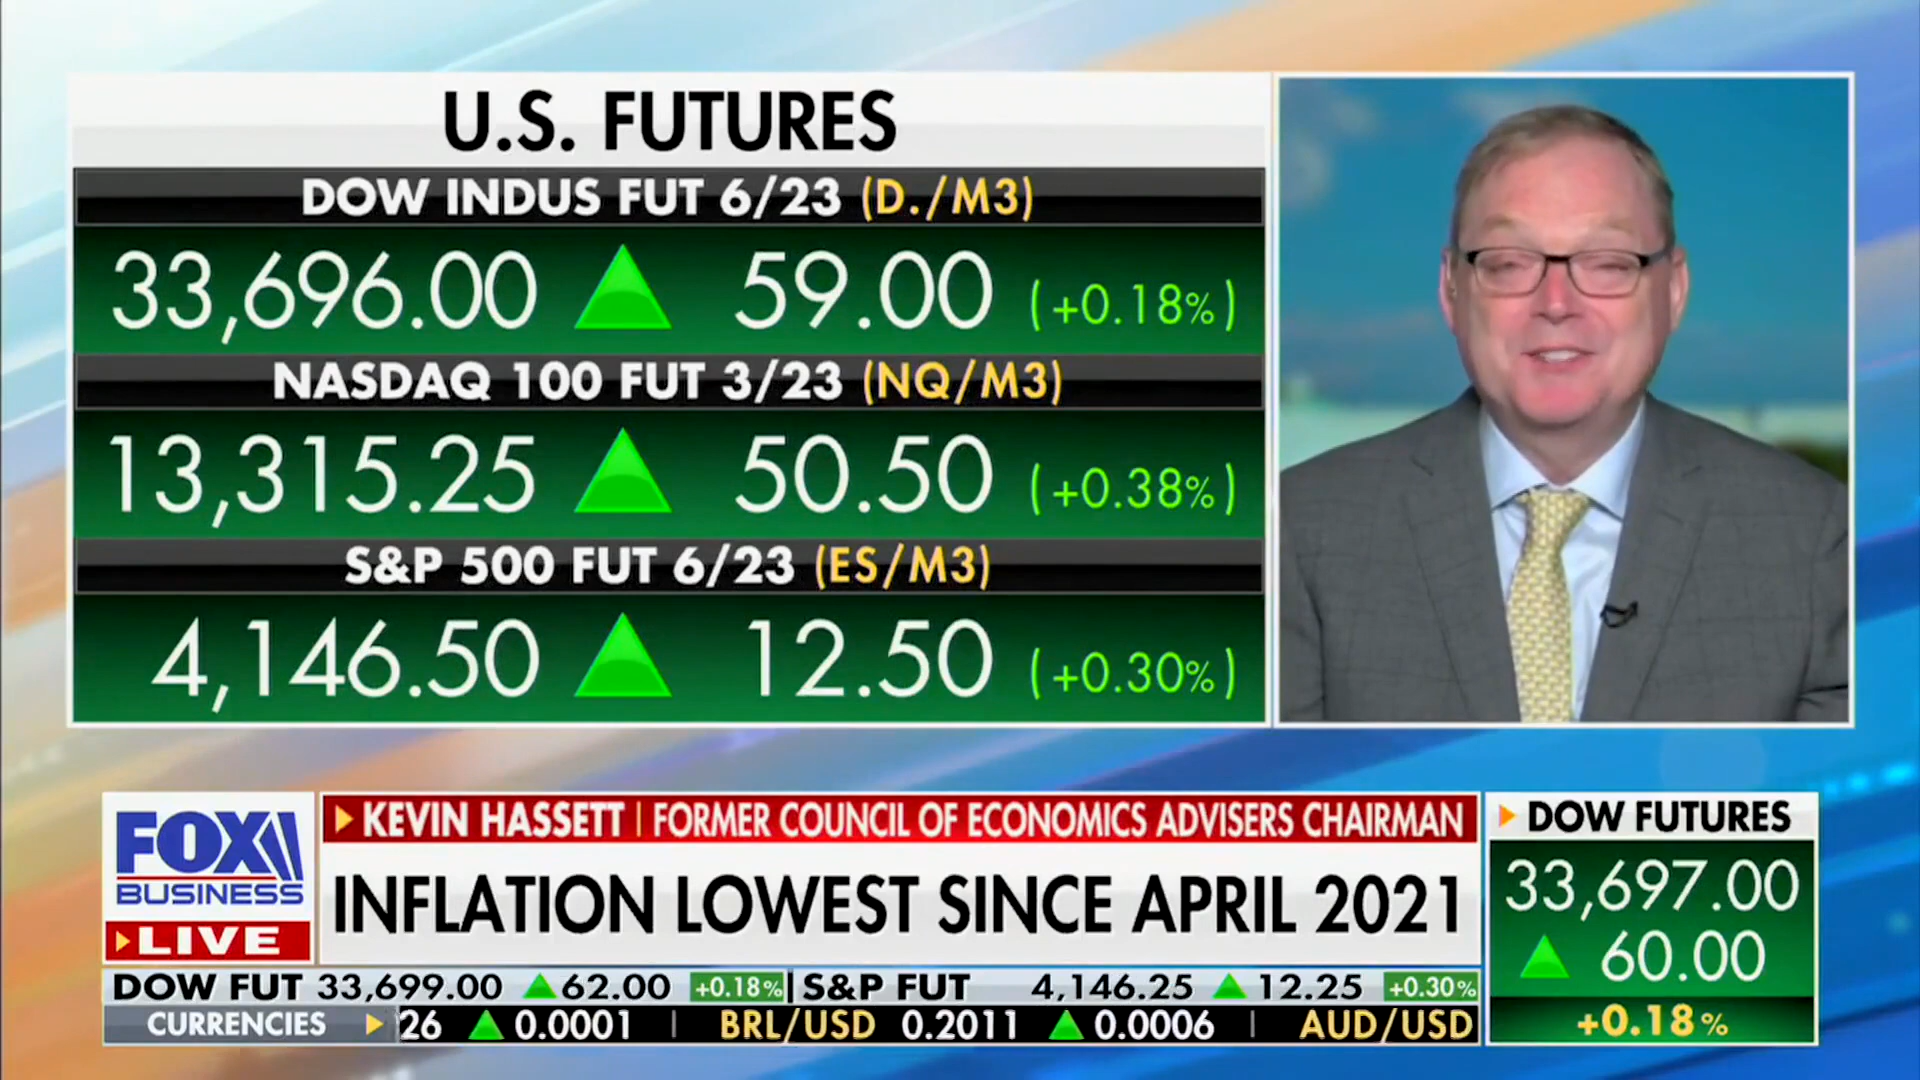 U.S. FUTURES
DOW INDUS FUT 6/23 (D./M3)
33,696.00 ▲ 59.00 (+0.18%)
NASDAQ 100 FUT 3/23 (NQ/M3)
13,315.25 ▲ 50.50 (+0.38%)
S&P 500 FUT 6/23 (ES/M3)
4,146.50 ▲ 12.50 (+0.30%)
FOX
BUSINESS
LIVE
KEVIN HASSETT | FORMER COUNCIL OF ECONOMICS ADVISERS CHAIRMAN
INFLATION LOWEST SINCE APRIL 2021
DOW FUTURES
33,697.00
▲ 60.00
+0.18%
DOW FUT 33,699.00 ▲ 62.00 +0.18% | S&P FUT 4,146.25 ▲ 12.25 +0.30%
CURRENCIES 26 ▲ 0.0001 | BRL/USD 0.2011 ▲ 0.0006 | AUD/USD